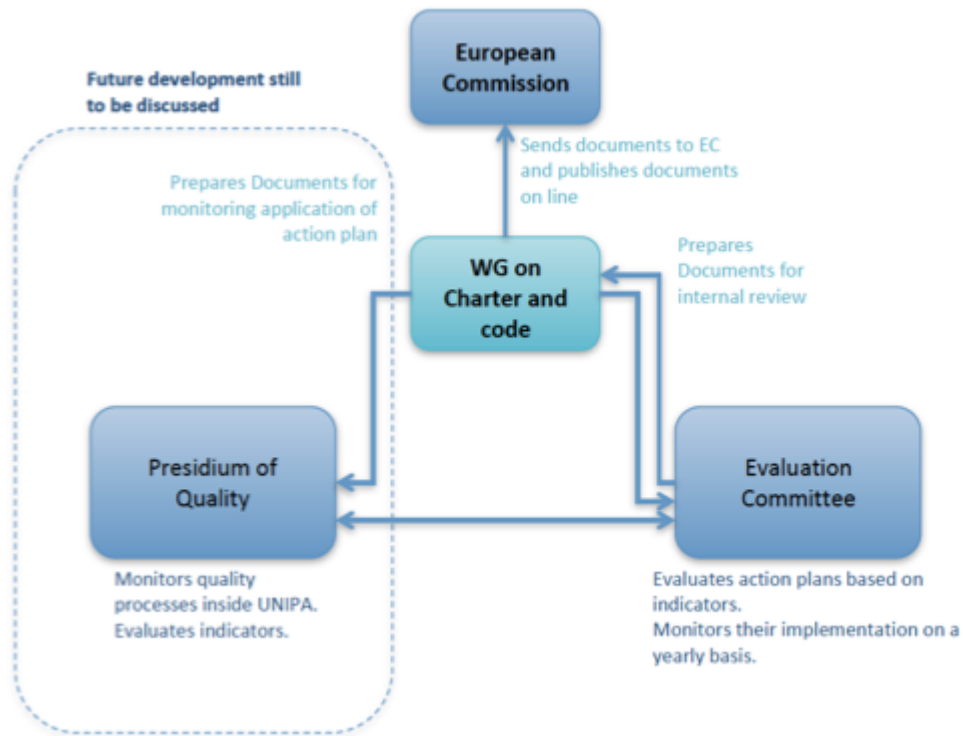 European
Commission
Future development still
to be discussed
Sends documents to EC
and publishes documents
on line
Prepares Documents for
monitoring application of
action plan
WG on
Charter and
code
Prepares
Documents for
internal review
Presidium of
Quality
Evaluation
Committee
Monitors quality
processes inside UNIPA.
Evaluates indicators.
Evaluates action plans based on
indicators.
Monitors their implementation on a
yearly basis.